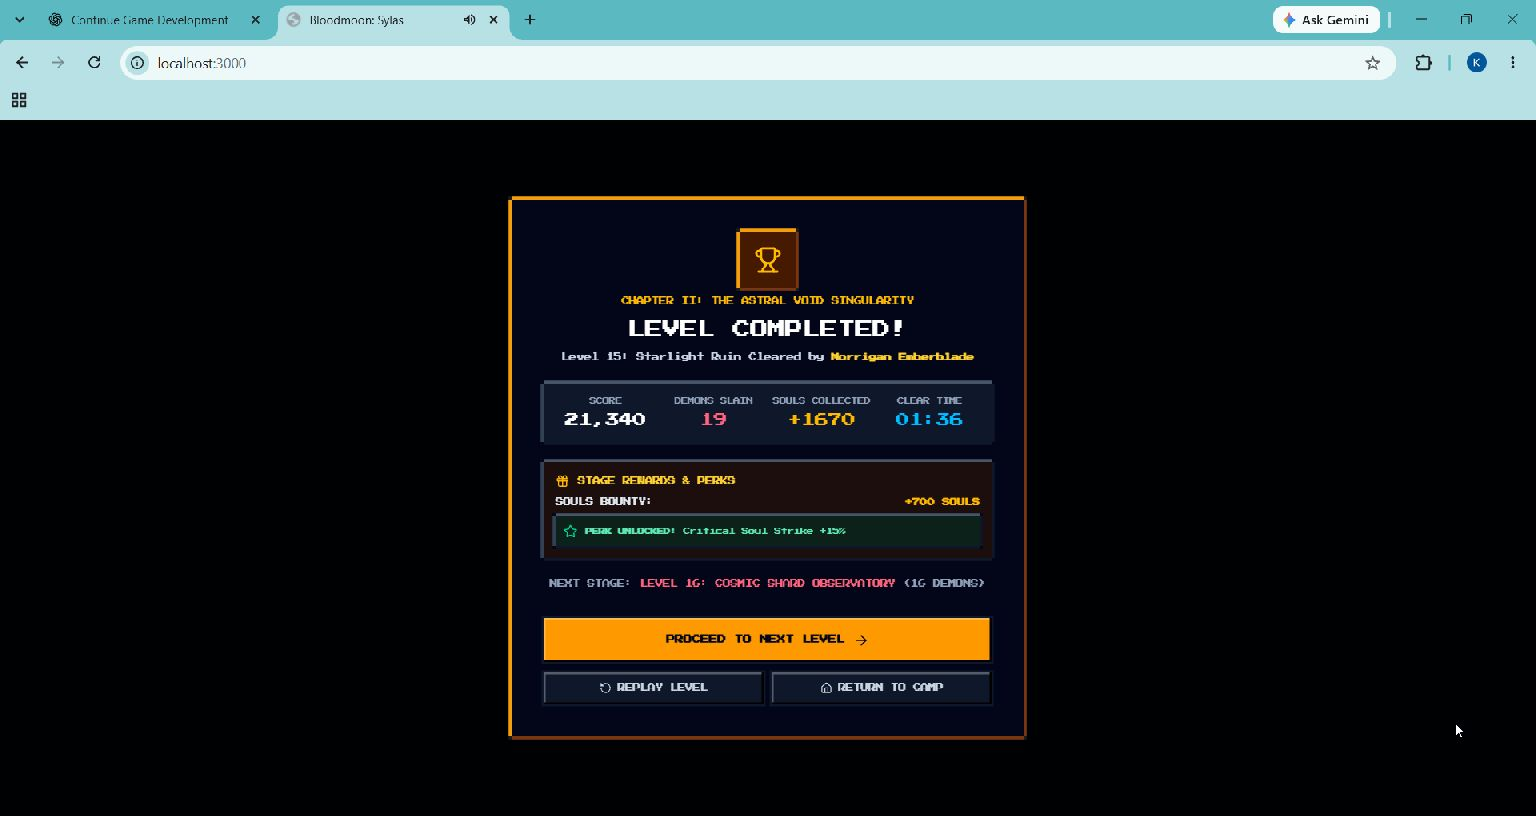 Continue Game Development
Bloodmoon: Sylas
Ask Gemini
localhost:3000
K
CHAPTER II: THE ASTRAL VOID SINGULARITY
LEVEL COMPLETED!
Level 15: Starlight Ruin Cleared by Morrigan Emberblade
SCORE DEMONS SLAIN SOULS COLLECTED CLEAR TIME
21,340 19 +1670 01:36
STAGE REWARDS & PERKS
SOULS BOUNTY: +700 SOULS
PERK UNLOCKED! Critical Soul Strike +15%
NEXT STAGE: LEVEL 16: COSMIC SHARD OBSERVATORY (16 DEMONS)
PROCEED TO NEXT LEVEL →
REPLAY LEVEL RETURN TO CAMP